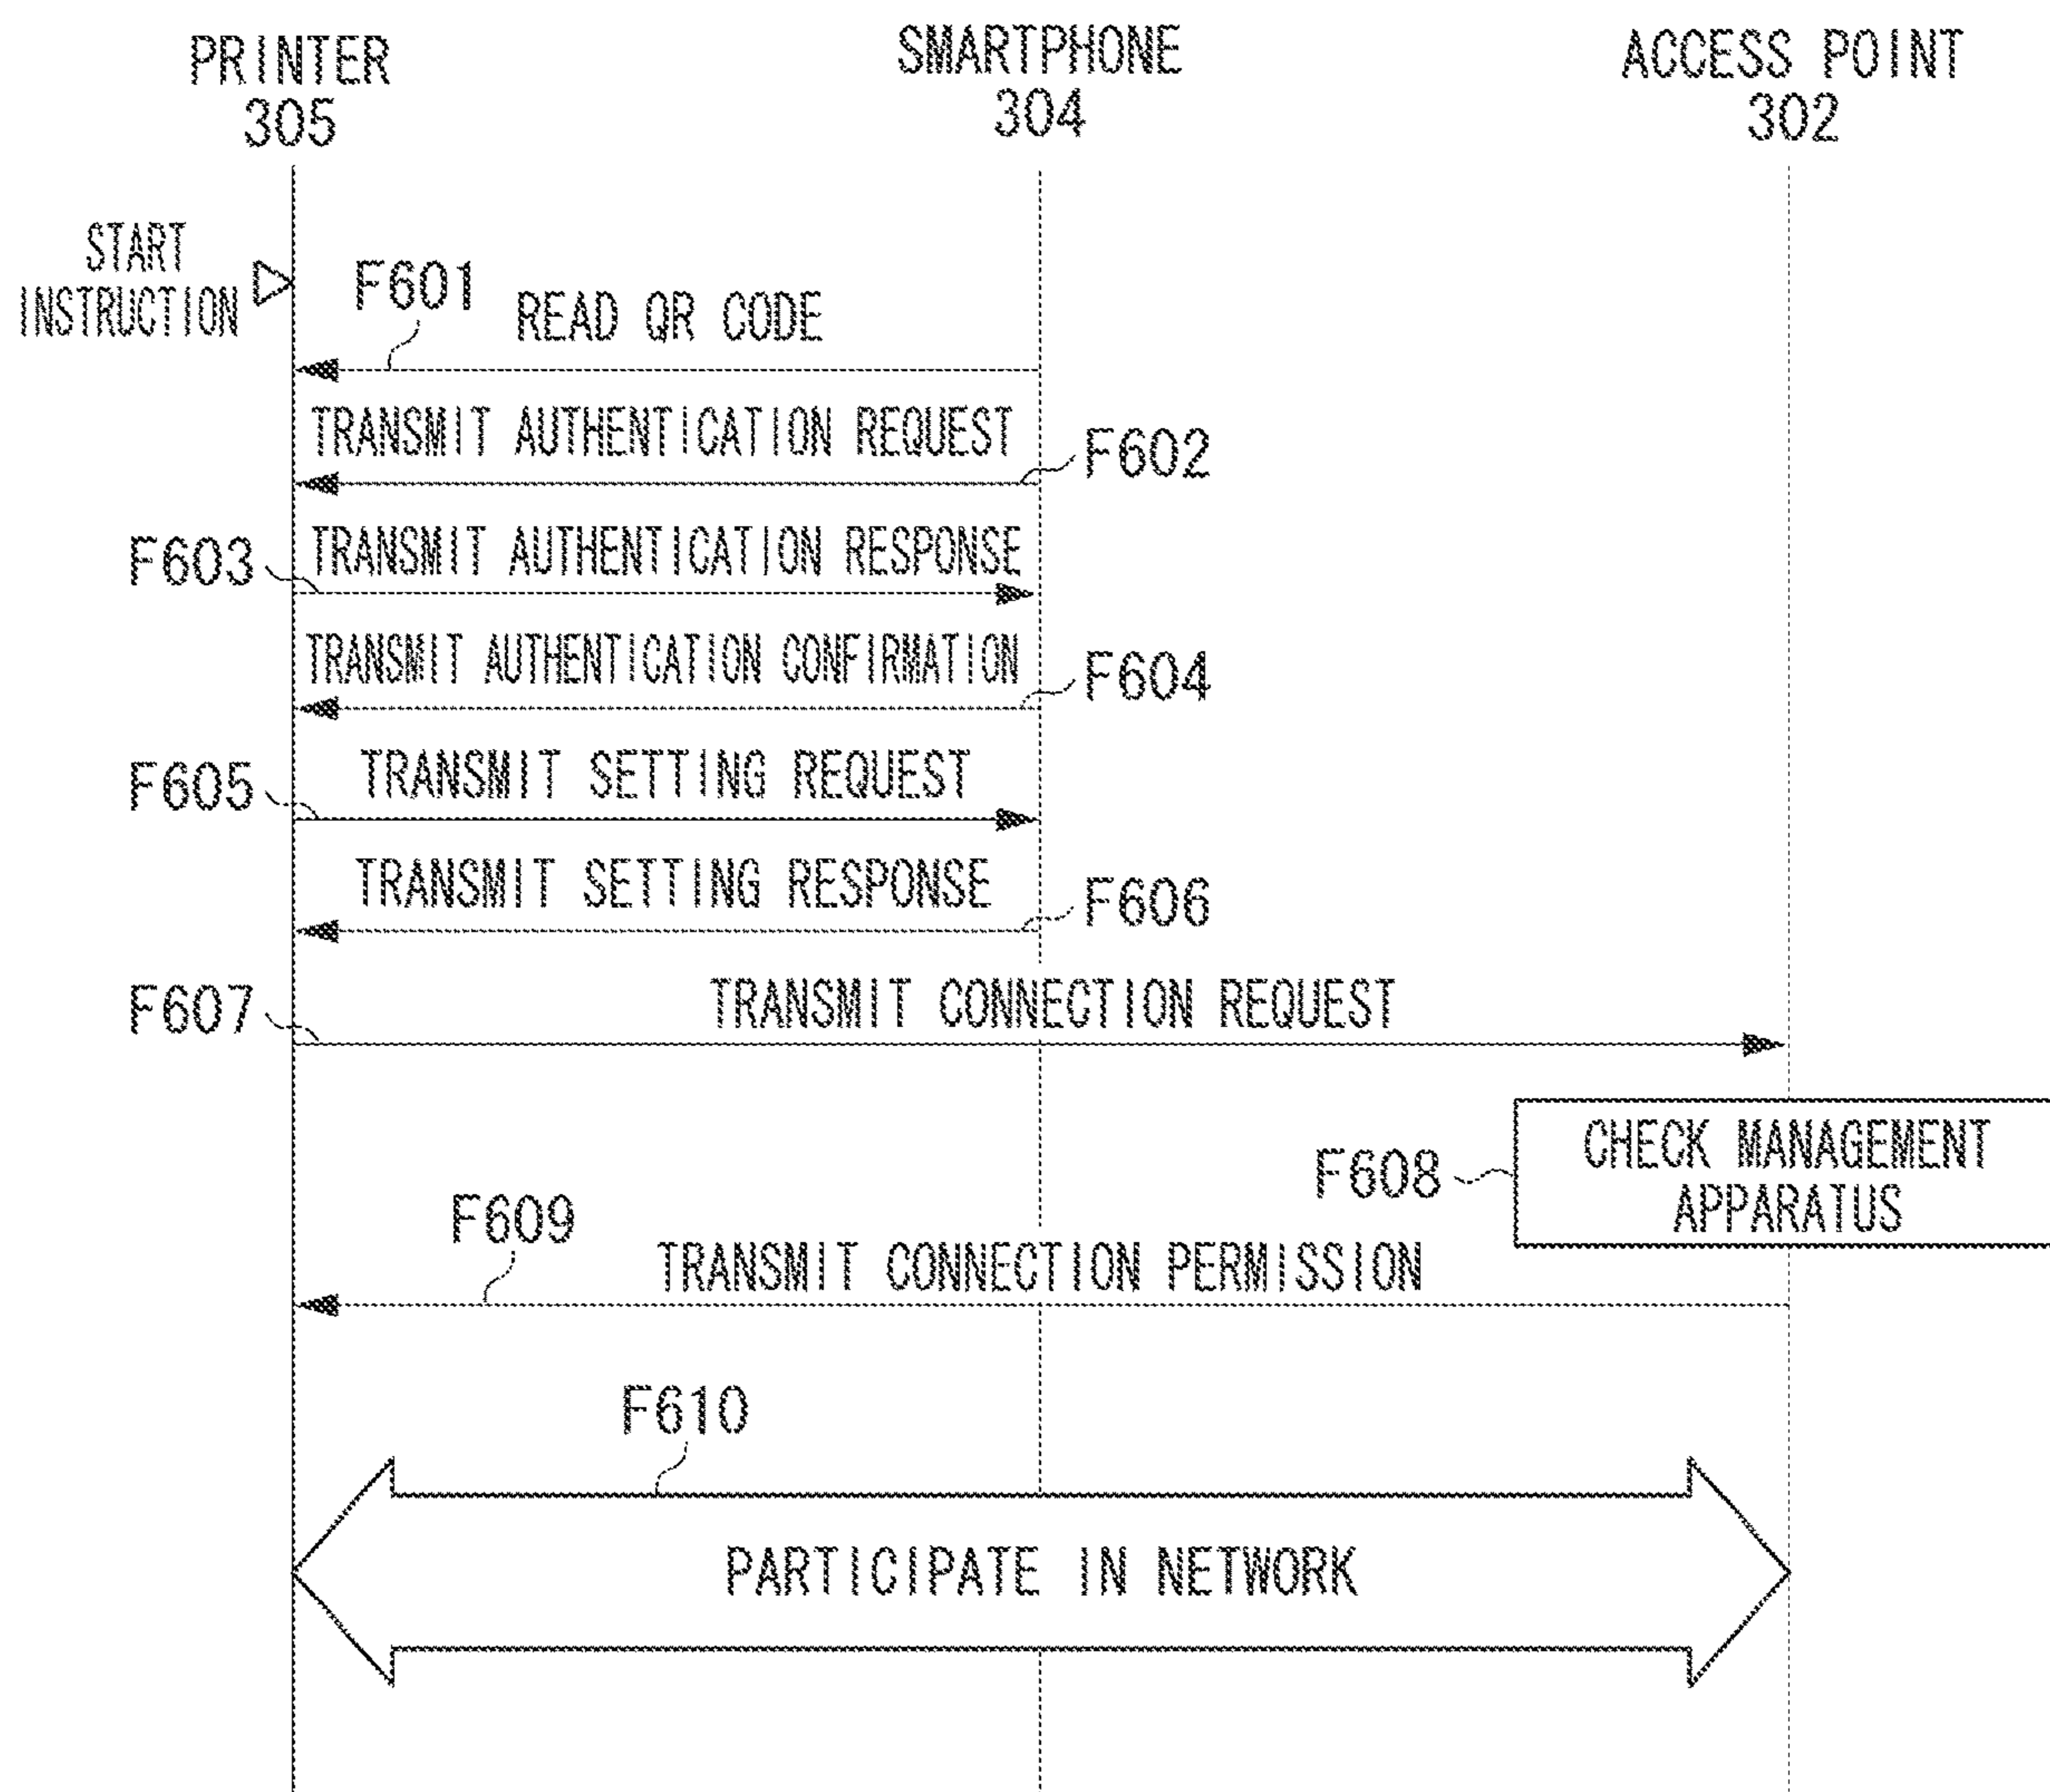 PRINTER
305
SMARTPHONE
304
ACCESS POINT
302
START
INSTRUCTION
F601
READ QR CODE
TRANSMIT AUTHENTICATION REQUEST
F602
F603
TRANSMIT AUTHENTICATION RESPONSE
TRANSMIT AUTHENTICATION CONFIRMATION
F604
F605
TRANSMIT SETTING REQUEST
TRANSMIT SETTING RESPONSE
F606
F607
TRANSMIT CONNECTION REQUEST
F608
CHECK MANAGEMENT
APPARATUS
F609
TRANSMIT CONNECTION PERMISSION
F610
PARTICIPATE IN NETWORK